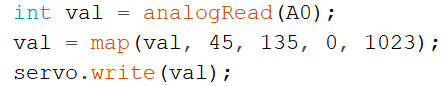 int val = analogRead(A0);
val = map(val, 45, 135, 0, 1023);
servo.write(val);